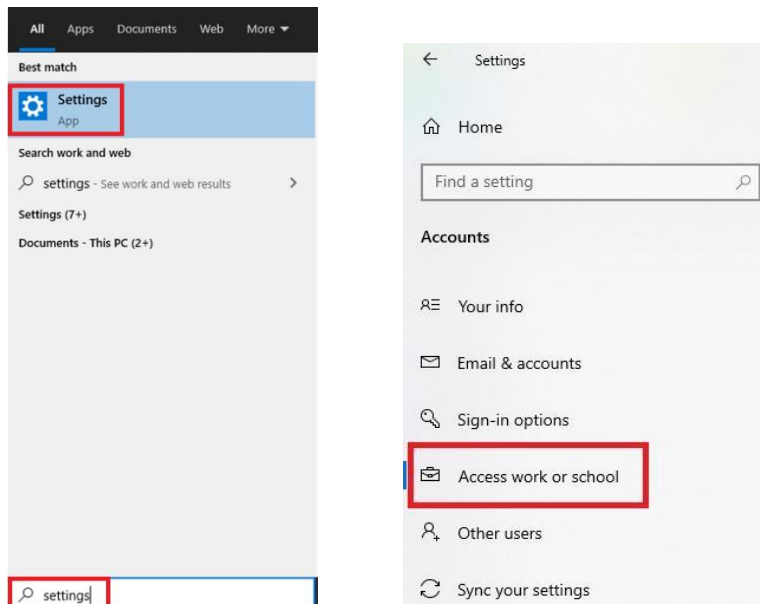 All Apps Documents Web More
Best match
Settings
App
Search work and web
settings - See work and web results
Settings (7+)
Documents - This PC (2+)
settings
Settings
Home
Find a setting
Accounts
Your info
Email & accounts
Sign-in options
Access work or school
Other users
Sync your settings